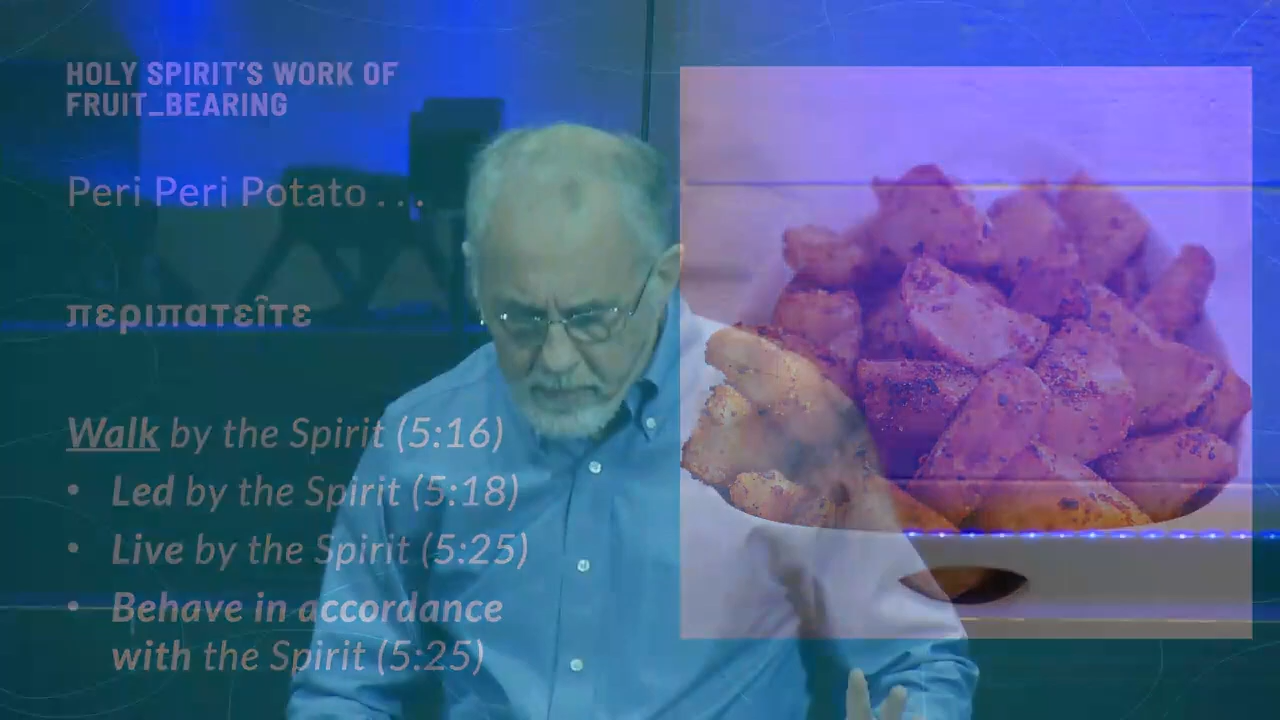 HOLY SPIRIT'S WORK OF
FRUIT_BEARING
Peri Peri Potato . . .
περιπατεῖτε
Walk by the Spirit (5:16)
• Led by the Spirit (5:18)
• Live by the Spirit (5:25)
• Behave in accordance
with the Spirit (5:25)